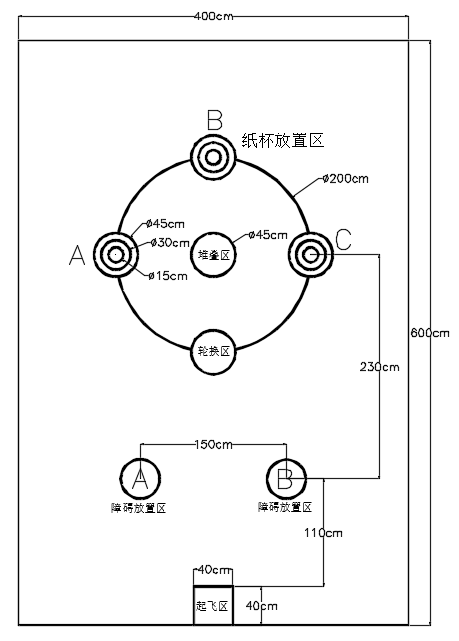 400cm
B
纸杯放置区
ø200cm
ø45cm
ø45cm
C
A
ø30cm
堆叠区
ø15cm
600cm
轮换区
230cm
150cm
A
B
障碍放置区
障碍放置区
110cm
40cm
起飞区
40cm